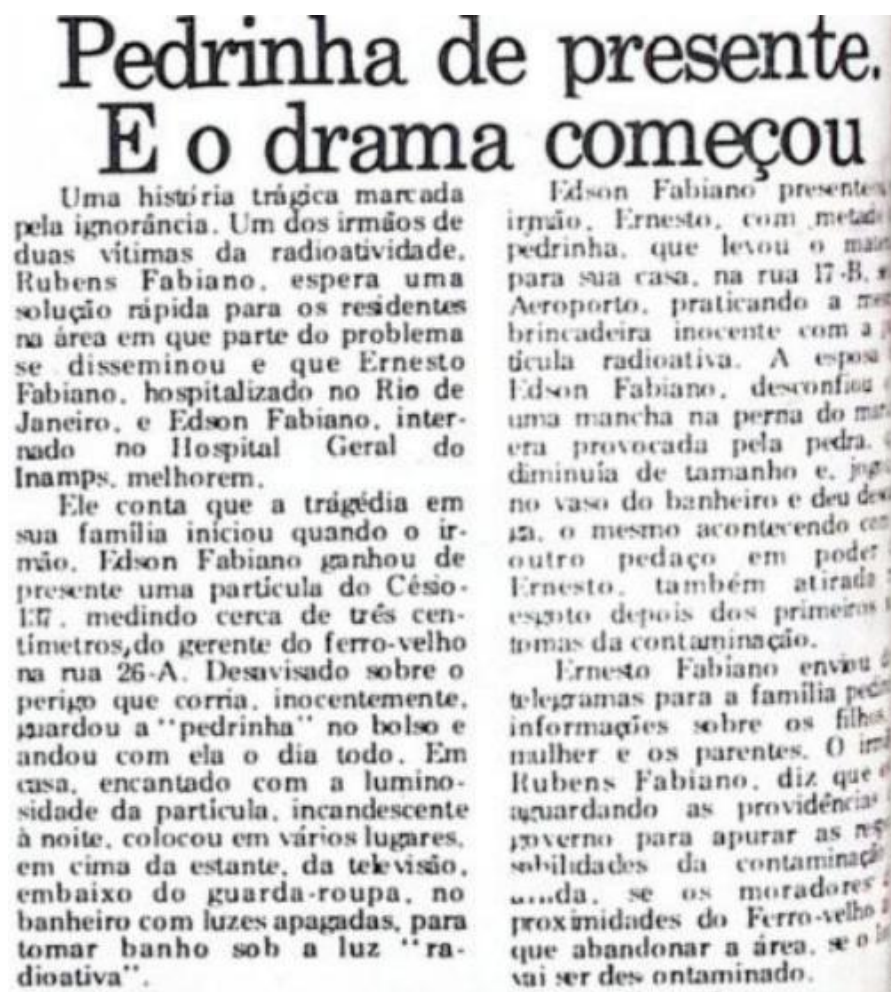 Pedrinha de presente.
E o drama começou
Uma história trágica marcada
pela ignorância. Um dos irmãos de
duas vítimas da radioatividade,
Rubens Fabiano, espera uma
solução rápida para os residentes
na área em que parte do problema
se disseminou e que Ernesto
Fabiano, hospitalizado no Rio de
Janeiro, e Edson Fabiano, inter-
nado no Hospital Geral do
Inamps, melhorem.
Ele conta que a tragédia em
sua família iniciou quando o ir-
mão, Edson Fabiano ganhou de
presente uma partícula do Césio-
137, medindo cerca de três cen-
tímetros, do gerente do ferro-velho
na rua 26-A. Desavisado sobre o
perigo que corria, inocentemente,
guardou a "pedrinha" no bolso e
andou com ela o dia todo. Em
casa, encantado com a lumino-
sidade da partícula, incandescente
à noite, colocou em vários lugares,
em cima da estante, da televisão,
embaixo do guarda-roupa, no
banheiro com luzes apagadas, para
tomar banho sob a luz "ra-
dioativa".
Edson Fabiano
irmão, Ernesto, com
pedrinha, que levou o
para sua casa, na rua 17-B,
Aeroporto, praticando a
brincadeira inocente com a
tícula radioativa. A esposa
Edson Fabiano, desconfiou
uma mancha na perna do
era provocada pela pedra,
diminuía de tamanho e,
no vaso do banheiro e deu
ga, o mesmo acontecendo
outro pedaço em poder
Ernesto, também atirada
esgoto depois dos primeiros
tomas da contaminação.
Ernesto Fabiano enviou
telegramas para a família
informações sobre os
mulher e os parentes. O
Rubens Fabiano, diz que
aguardando as providências
governo para apurar as
sabilidades da
se os moradores
proximidades do Ferro-velho
que abandonar a área, se o
vai ser des ontaminado.